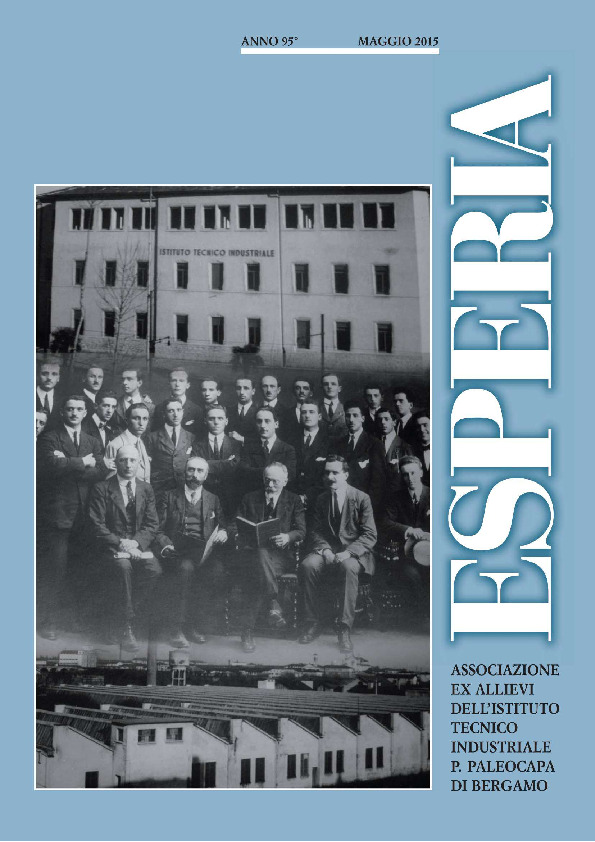 ANNO 95° MAGGIO 2015
ESPERIA
ISTITUTO TECNICO INDUSTRIALE
ASSOCIAZIONE
EX ALLIEVI
DELL'ISTITUTO
TECNICO
INDUSTRIALE
P. PALEOCAPA
DI BERGAMO